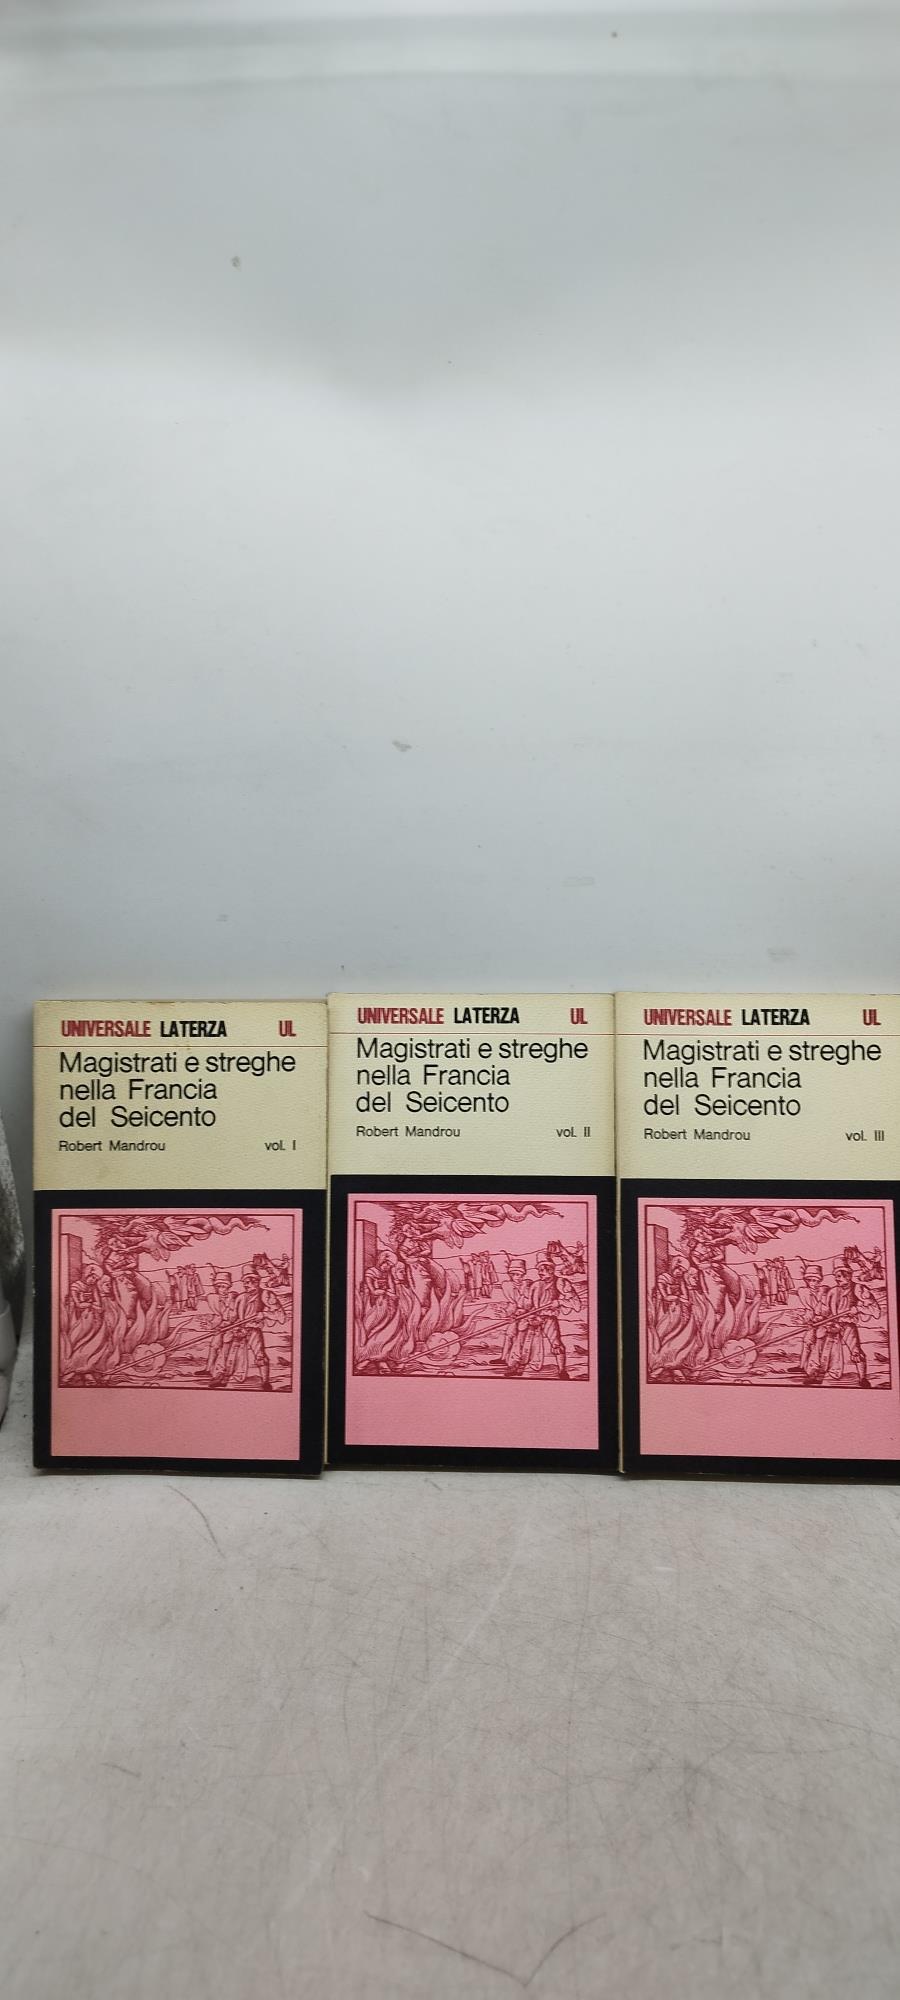 UNIVERSALE LATERZA UL
Magistrati e streghe
nella Francia
del Seicento
Robert Mandrou vol. I
UNIVERSALE LATERZA UL
Magistrati e streghe
nella Francia
del Seicento
Robert Mandrou vol. II
UNIVERSALE LATERZA UL
Magistrati e streghe
nella Francia
del Seicento
Robert Mandrou vol. III